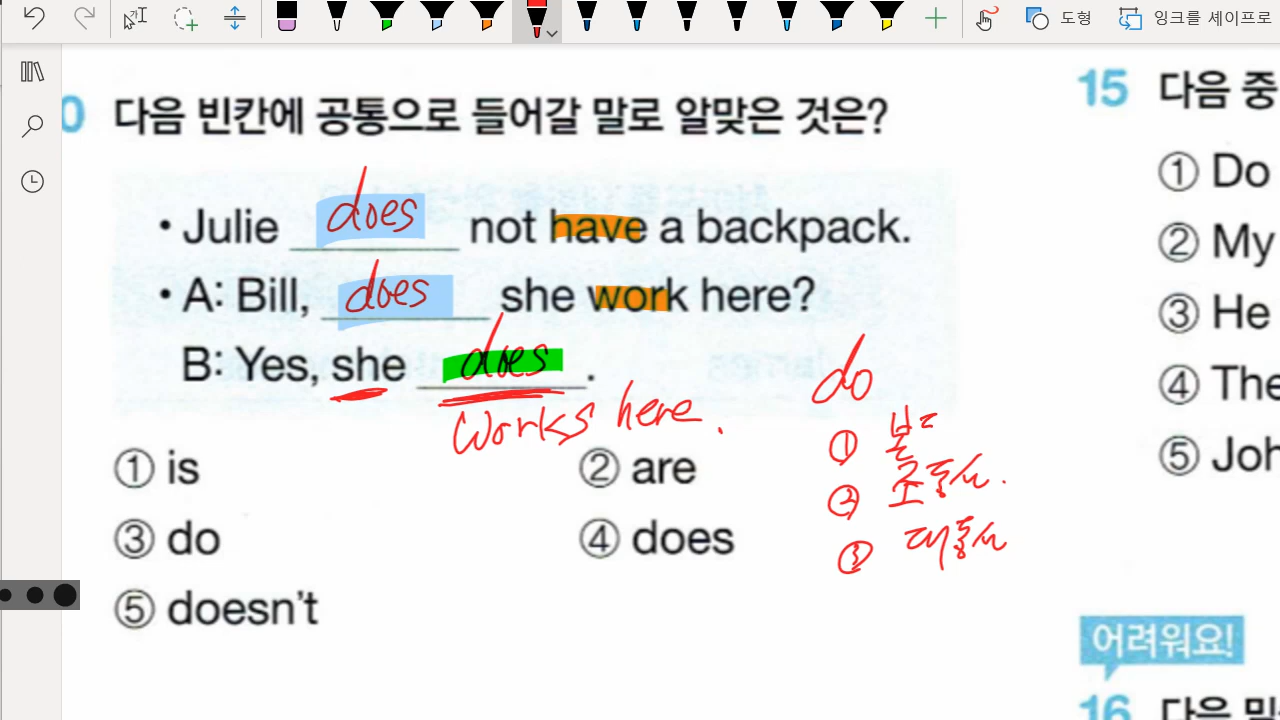 도형
잉크를 셰이프로
0 다음 빈칸에 공통으로 들어갈 말로 알맞은 것은?
• Julie does not have a backpack.
• A: Bill, does she work here?
B: Yes, she does.
works here.
① is
② are
③ do
④ does
⑤ doesn't
do
① 본
② 조동사.
③ 대동사
15 다음 중
① Do
② My
③ He
④ The
⑤ Joh
어려워요!
16 다음 밑